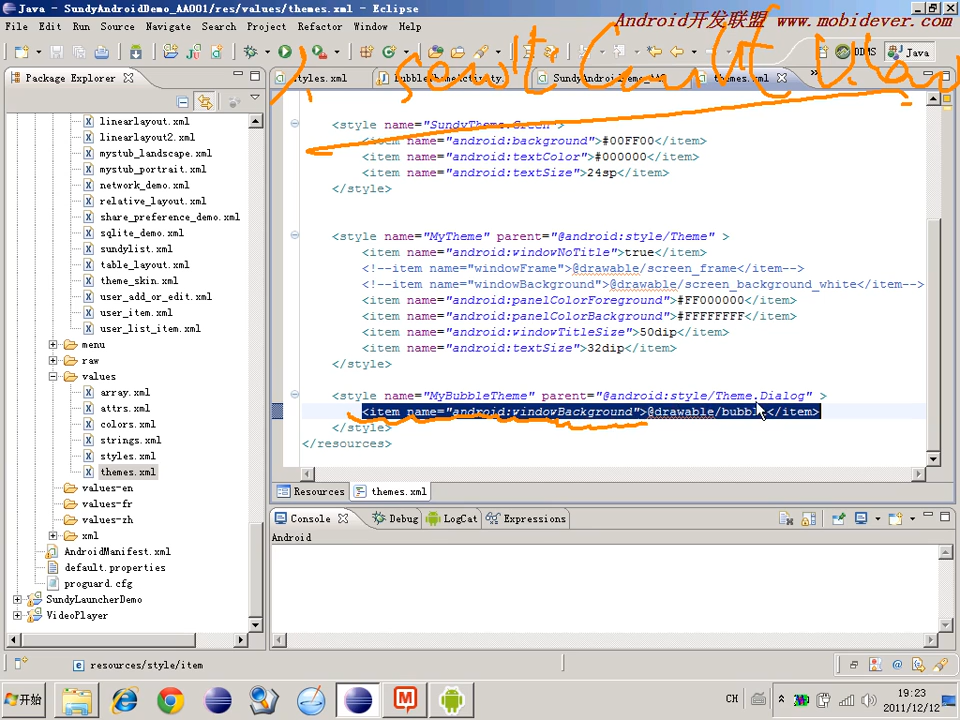 Java - SundyAndroidDemo_AA001/res/values/themes.xml - Eclipse
Android开发联盟 www.mobidever.com
File Edit Run Source Navigate Search Project Refactor Window Help
DDMS Java
Package Explorer
styles.xml themes.xml
linearlayout.xml
linearlayout2.xml
mystub_landscape.xml
mystub_portrait.xml
network_demo.xml
relative_layout.xml
share_preference_demo.xml
sqlite_demo.xml
sundylist.xml
table_layout.xml
theme_skin.xml
user_add_or_edit.xml
user_item.xml
user_list_item.xml
menu
raw
values
array.xml
attrs.xml
colors.xml
strings.xml
styles.xml
themes.xml
values-en
values-fr
values-zh
xml
AndroidManifest.xml
default.properties
proguard.cfg
SundyLauncherDemo
VideoPlayer
<style name="SundyTheme.Green">
<item name="android:background">#00FF00</item>
<item name="android:textColor">#000000</item>
<item name="android:textSize">24sp</item>
</style>
<style name="MyTheme" parent="@android:style/Theme" >
<item name="android:windowNoTitle">true</item>
<!--item name="windowFrame">@drawable/screen_frame</item-->
<!--item name="windowBackground">@drawable/screen_background_white</item-->
<item name="android:panelColorForeground">#FF000000</item>
<item name="android:panelColorBackground">#FFFFFFFF</item>
<item name="android:windowTitleSize">50dip</item>
<item name="android:textSize">32dip</item>
</style>
<style name="MyBubbleTheme" parent="@android:style/Theme.Dialog" >
<item name="android:windowBackground">@drawable/bubble</item>
</style>
</resources>
Resources themes.xml
Console Debug LogCat Expressions
Android
resources/style/item
开始
CH
19:23
2011/12/12